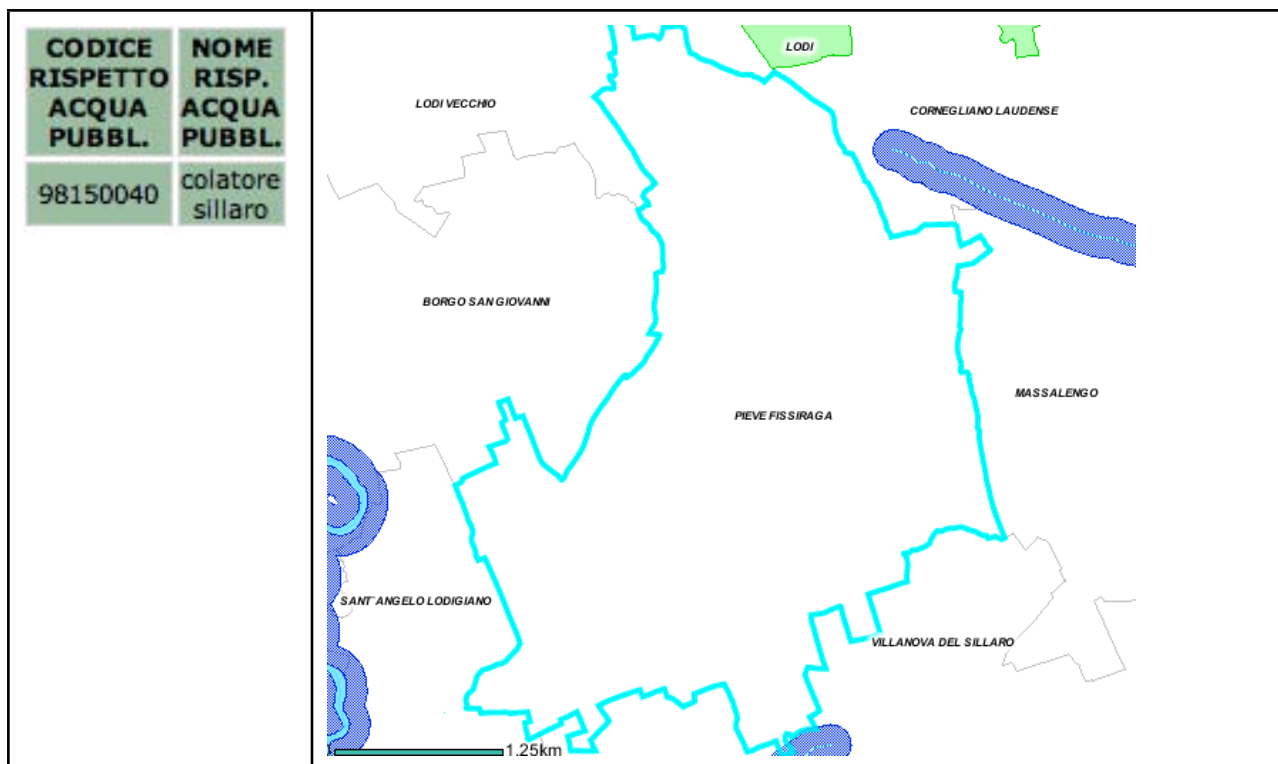 CODICE
RISPETTO
ACQUA
PUBBL.
NOME
RISP.
ACQUA
PUBBL.
98150040
colatore
sillaro
LODI
LODI VECCHIO
CORNEGLIANO LAUDENSE
BORGO SAN GIOVANNI
MASSALENGO
PIEVE FISSIRAGA
SANT`ANGELO LODIGIANO
VILLANOVA DEL SILLARO
1.25km